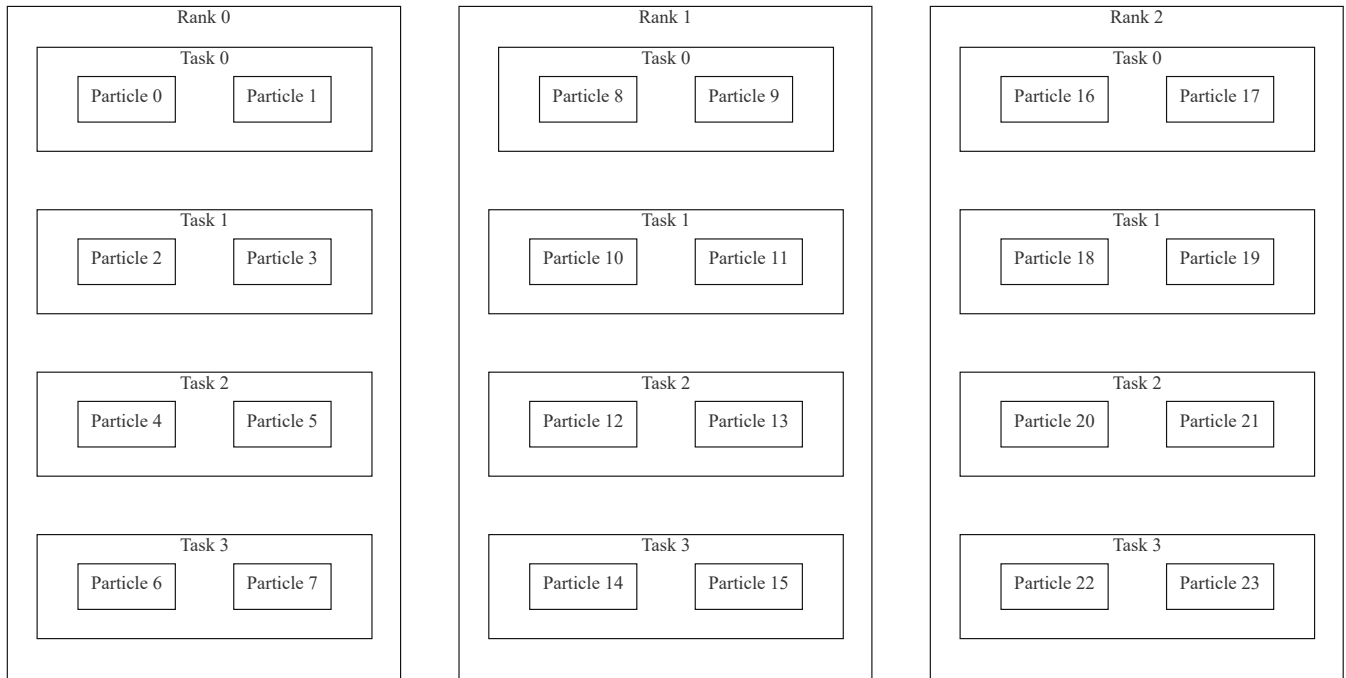 Rank 0
Task 0
Particle 0
Particle 1
Task 1
Particle 2
Particle 3
Task 2
Particle 4
Particle 5
Task 3
Particle 6
Particle 7
Rank 1
Task 0
Particle 8
Particle 9
Task 1
Particle 10
Particle 11
Task 2
Particle 12
Particle 13
Task 3
Particle 14
Particle 15
Rank 2
Task 0
Particle 16
Particle 17
Task 1
Particle 18
Particle 19
Task 2
Particle 20
Particle 21
Task 3
Particle 22
Particle 23